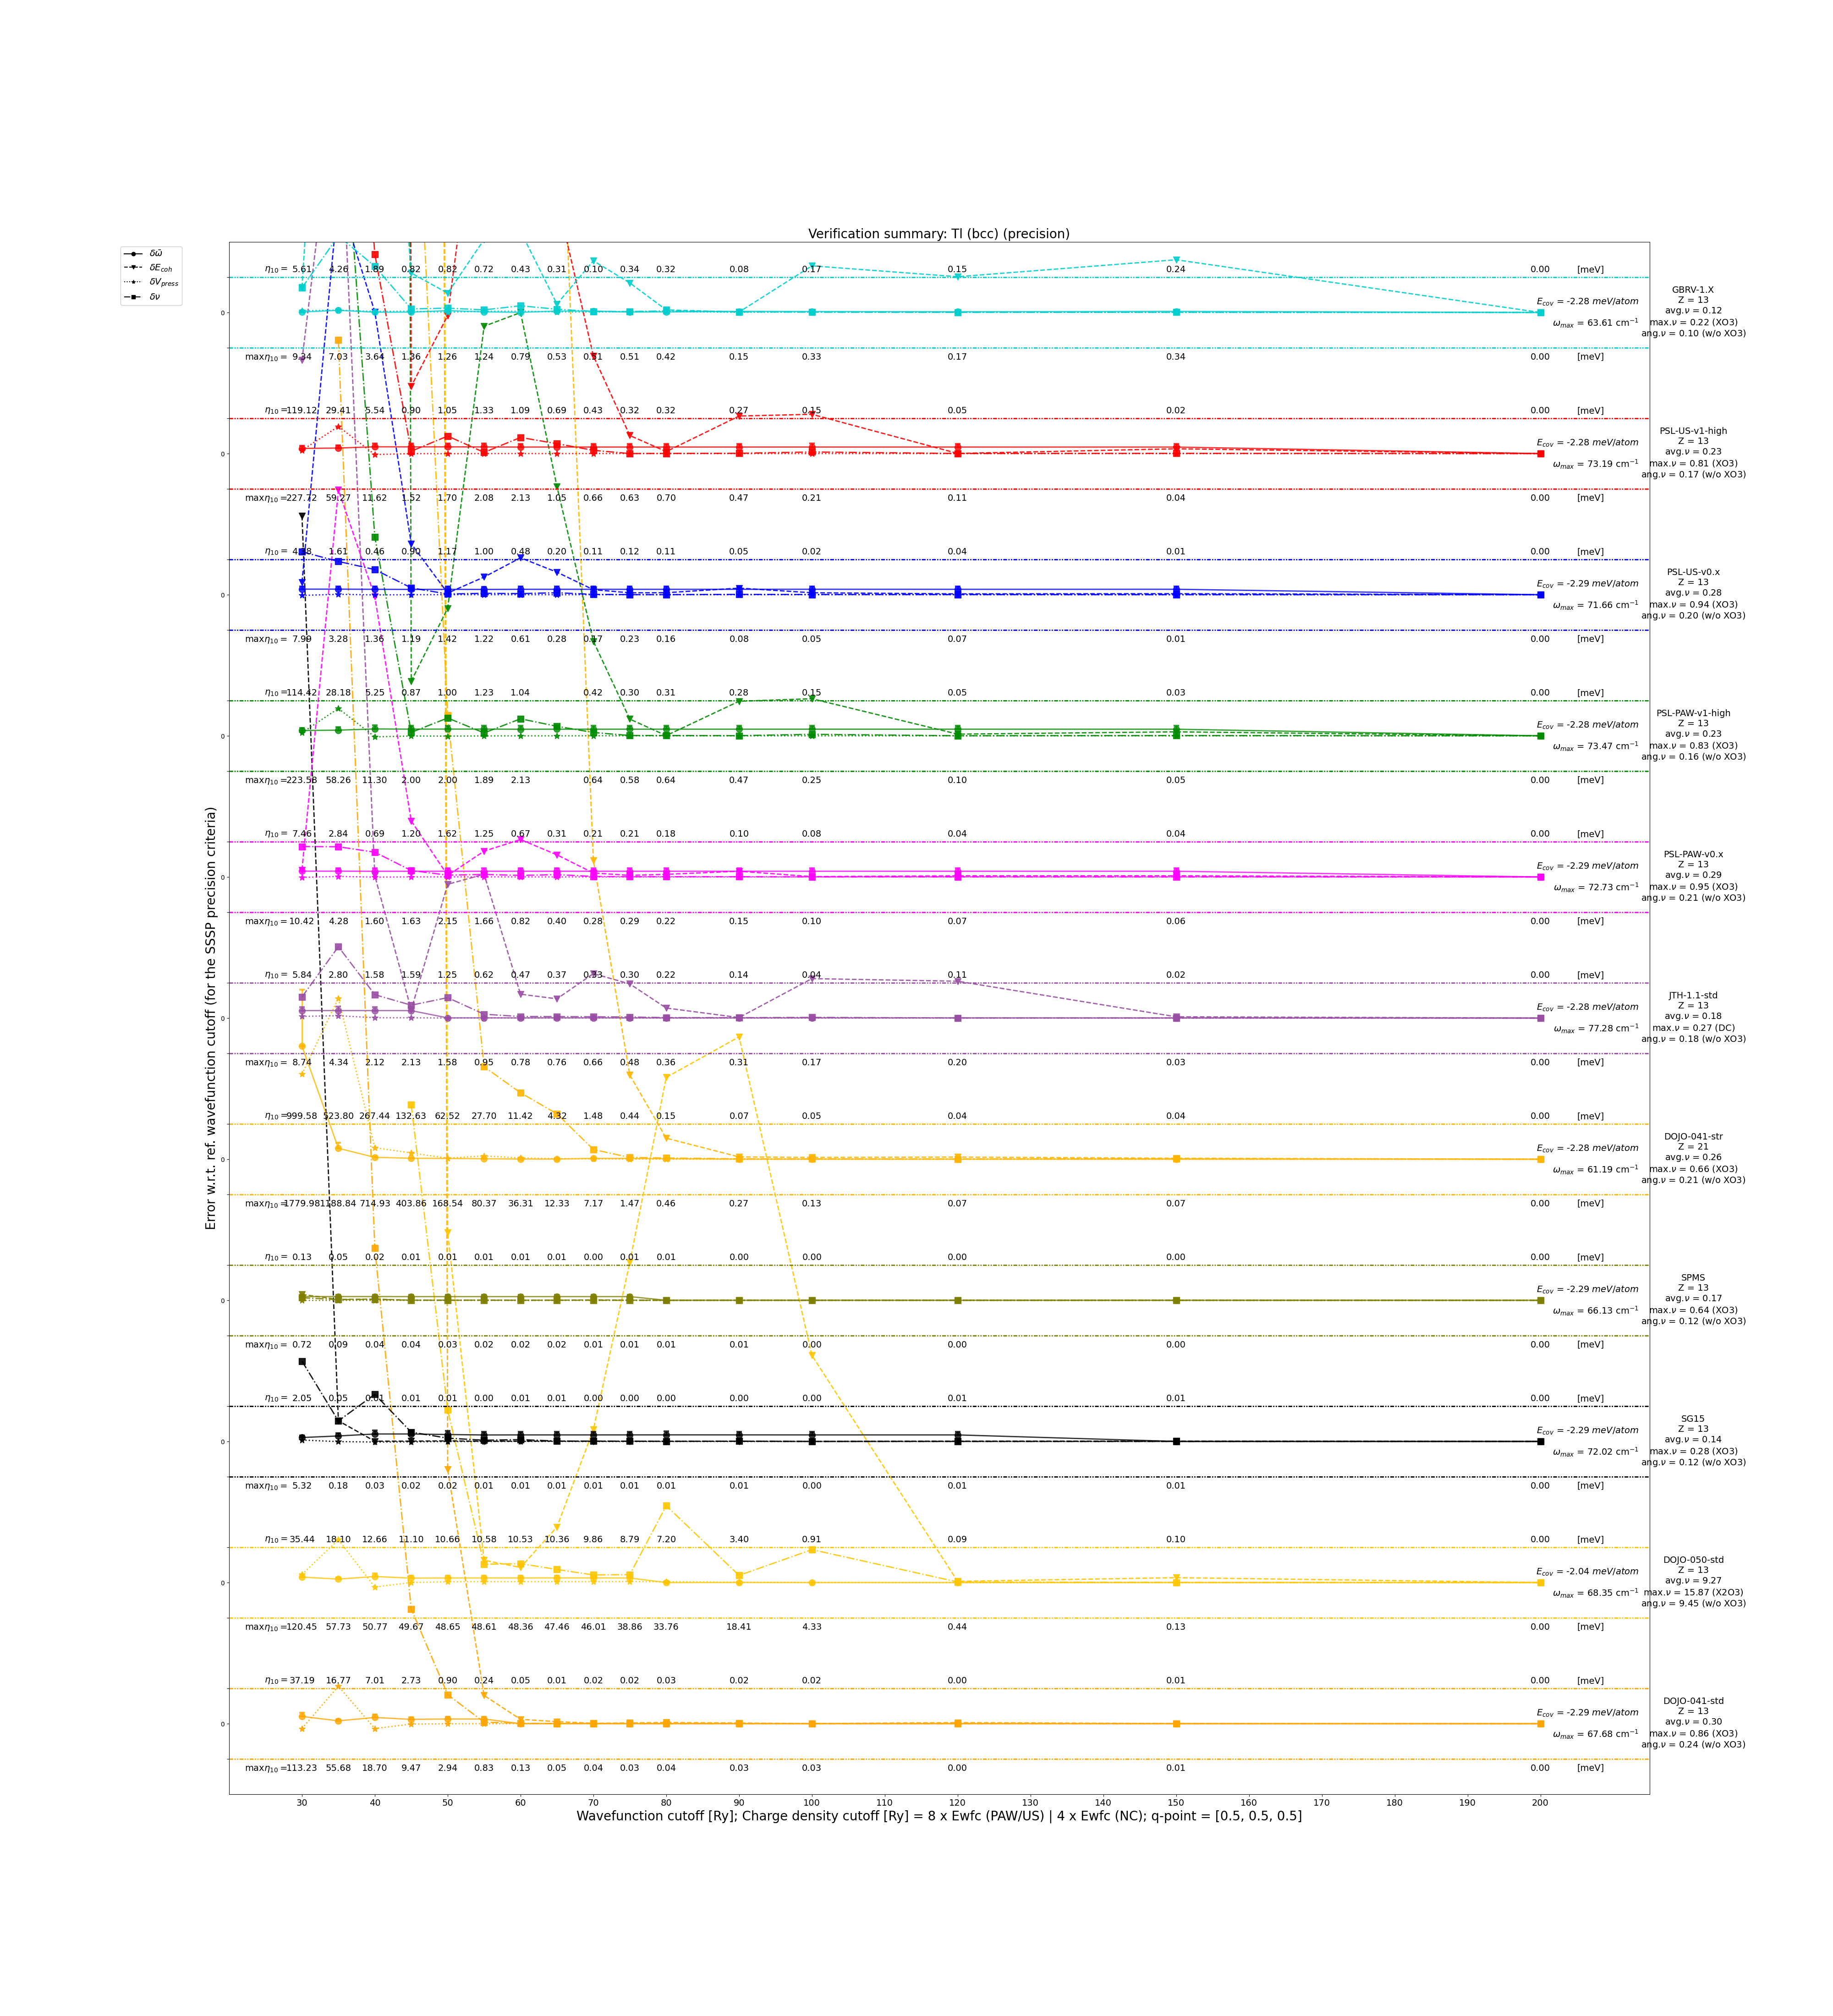 Verification summary: Tl (bcc) (precision)
δω̄
δE_coh
δV_press
δν
Error w.r.t. ref. wavefunction cutoff (for the SSSP precision criteria)
η₁₀ = 5.61 4.26 1.89 0.82 0.82 0.72 0.43 0.31 0.10 0.34 0.32 0.08 0.17 0.15 0.24 0.00 [meV]
GBRV-1.X
Z = 13
avg.ν = 0.12
max.ν = 0.22 (XO3)
ang.ν = 0.10 (w/o XO3)
E_cov = -2.28 meV/atom
0
ω_max = 63.61 cm⁻¹
maxη₁₀ = 9.34 7.03 3.64 1.36 1.26 1.24 0.79 0.53 0.51 0.42 0.15 0.33 0.17 0.34 0.00 [meV]
η₁₀ = 119.12 29.41 5.54 0.90 1.05 1.33 1.09 0.69 0.43 0.32 0.32 0.27 0.15 0.05 0.02 0.00 [meV]
PSL-US-v1-high
Z = 13
avg.ν = 0.23
max.ν = 0.81 (XO3)
ang.ν = 0.17 (w/o XO3)
E_cov = -2.28 meV/atom
0
ω_max = 73.19 cm⁻¹
maxη₁₀ = 227.72 59.27 11.62 1.52 1.70 2.08 2.13 1.05 0.66 0.63 0.70 0.47 0.21 0.11 0.04 0.00 [meV]
η₁₀ = 1.61 0.46 0.90 1.17 1.00 0.48 0.20 0.11 0.12 0.11 0.05 0.02 0.04 0.01 0.00 [meV]
PSL-US-v0.x
Z = 13
avg.ν = 0.28
max.ν = 0.94 (XO3)
ang.ν = 0.20 (w/o XO3)
E_cov = -2.29 meV/atom
0
ω_max = 71.66 cm⁻¹
maxη₁₀ = 7.99 3.28 1.36 1.19 1.42 1.22 0.61 0.28 0.23 0.16 0.08 0.05 0.07 0.01 0.00 [meV]
η₁₀ = 114.42 28.18 5.25 0.87 1.00 1.23 1.04 0.42 0.30 0.31 0.28 0.15 0.05 0.03 0.00 [meV]
PSL-PAW-v1-high
Z = 13
avg.ν = 0.23
max.ν = 0.83 (XO3)
ang.ν = 0.16 (w/o XO3)
E_cov = -2.28 meV/atom
0
ω_max = 73.47 cm⁻¹
maxη₁₀ = 223.58 58.26 11.30 2.00 2.00 1.89 2.13 0.64 0.58 0.64 0.47 0.25 0.10 0.05 0.00 [meV]
η₁₀ = 7.46 2.84 0.69 1.20 1.62 1.25 0.67 0.31 0.21 0.21 0.18 0.10 0.08 0.04 0.04 0.00 [meV]
PSL-PAW-v0.x
Z = 13
avg.ν = 0.29
max.ν = 0.95 (XO3)
ang.ν = 0.21 (w/o XO3)
E_cov = -2.29 meV/atom
0
ω_max = 72.73 cm⁻¹
maxη₁₀ = 10.42 4.28 1.60 1.63 2.15 1.66 0.82 0.40 0.28 0.29 0.22 0.15 0.10 0.07 0.06 0.00 [meV]
η₁₀ = 5.84 2.80 1.58 1.59 1.25 0.62 0.47 0.37 0.30 0.22 0.14 0.04 0.11 0.02 0.00 [meV]
JTH-1.1-std
Z = 13
avg.ν = 0.18
max.ν = 0.27 (DC)
ang.ν = 0.18 (w/o XO3)
E_cov = -2.28 meV/atom
0
ω_max = 77.28 cm⁻¹
maxη₁₀ = 8.74 4.34 2.12 2.13 1.58 0.95 0.78 0.76 0.66 0.48 0.36 0.31 0.17 0.20 0.03 0.00 [meV]
η₁₀ = 999.58 523.80 267.44 132.63 62.52 27.70 11.42 4.32 1.48 0.44 0.15 0.07 0.05 0.04 0.04 0.00 [meV]
DOJO-041-str
Z = 21
avg.ν = 0.26
max.ν = 0.66 (XO3)
ang.ν = 0.21 (w/o XO3)
E_cov = -2.28 meV/atom
0
ω_max = 61.19 cm⁻¹
maxη₁₀ = 1779.98 1188.84 714.93 403.86 168.54 80.37 36.31 12.33 7.17 1.47 0.46 0.27 0.13 0.07 0.07 0.00 [meV]
η₁₀ = 0.13 0.05 0.02 0.01 0.01 0.01 0.01 0.01 0.00 0.01 0.01 0.00 0.00 0.00 0.00 0.00 [meV]
SPMS
Z = 13
avg.ν = 0.17
max.ν = 0.64 (XO3)
ang.ν = 0.12 (w/o XO3)
E_cov = -2.29 meV/atom
0
ω_max = 66.13 cm⁻¹
maxη₁₀ = 0.72 0.09 0.04 0.04 0.03 0.02 0.02 0.02 0.01 0.01 0.01 0.01 0.00 0.00 0.00 0.00 [meV]
η₁₀ = 2.05 0.05 0.01 0.01 0.01 0.00 0.01 0.01 0.00 0.00 0.00 0.00 0.00 0.01 0.01 0.00 [meV]
SG15
Z = 13
avg.ν = 0.14
max.ν = 0.28 (XO3)
ang.ν = 0.12 (w/o XO3)
E_cov = -2.29 meV/atom
0
ω_max = 72.02 cm⁻¹
maxη₁₀ = 5.32 0.18 0.03 0.02 0.02 0.01 0.01 0.01 0.01 0.01 0.01 0.01 0.00 0.01 0.01 0.00 [meV]
η₁₀ = 35.44 18.10 12.66 11.10 10.66 10.58 10.53 10.36 9.86 8.79 7.20 3.40 0.91 0.09 0.10 0.00 [meV]
DOJO-050-std
Z = 13
avg.ν = 9.27
max.ν = 15.87 (X2O3)
ang.ν = 9.45 (w/o XO3)
E_cov = -2.04 meV/atom
0
ω_max = 68.35 cm⁻¹
maxη₁₀ = 120.45 57.73 50.77 49.67 48.65 48.61 48.36 47.46 46.01 38.86 33.76 18.41 4.33 0.44 0.13 0.00 [meV]
η₁₀ = 37.19 16.77 7.01 2.73 0.90 0.24 0.05 0.01 0.02 0.02 0.03 0.02 0.02 0.00 0.01 0.00 [meV]
DOJO-041-std
Z = 13
avg.ν = 0.30
max.ν = 0.86 (XO3)
ang.ν = 0.24 (w/o XO3)
E_cov = -2.29 meV/atom
0
ω_max = 67.68 cm⁻¹
maxη₁₀ = 113.23 55.68 18.70 9.47 2.94 0.83 0.13 0.05 0.04 0.03 0.04 0.03 0.03 0.00 0.01 0.00 [meV]
30 40 50 60 70 80 90 100 110 120 130 140 150 160 170 180 190 200
Wavefunction cutoff [Ry]; Charge density cutoff [Ry] = 8 x Ewfc (PAW/US) | 4 x Ewfc (NC); q-point = [0.5, 0.5, 0.5]